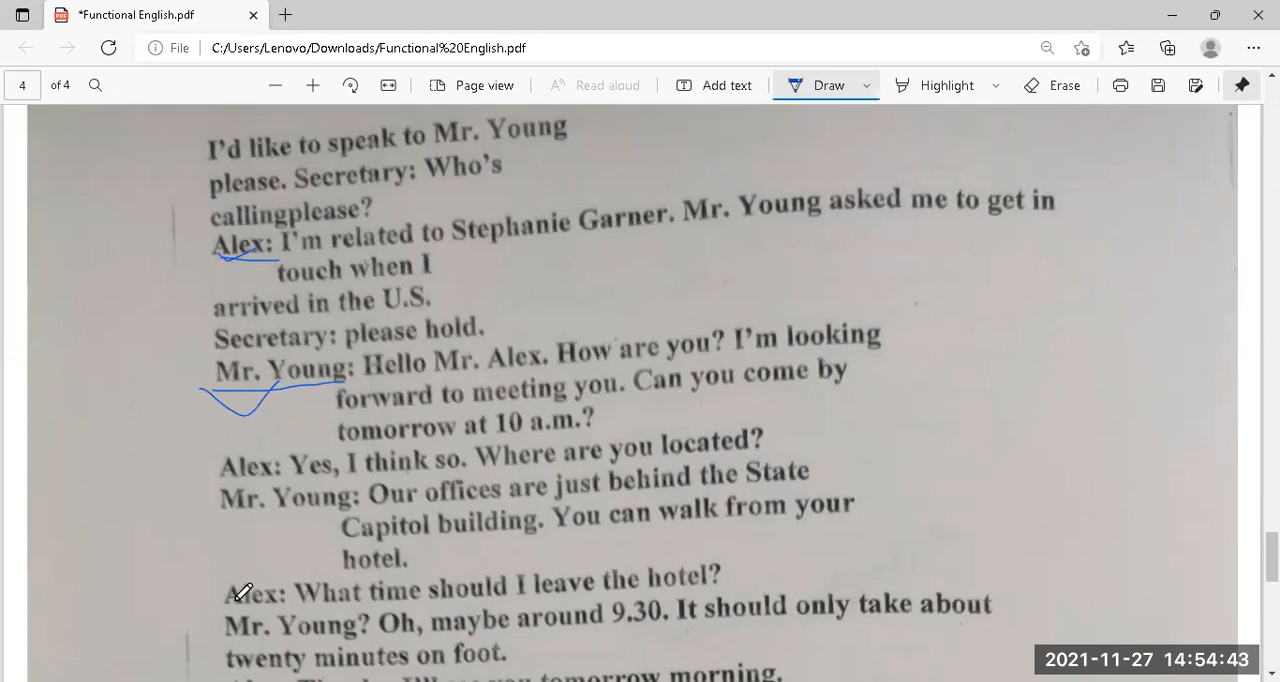 *Functional English.pdf
File C:/Users/Lenovo/Downloads/Functional%20English.pdf
4 of 4 Page view Read aloud Add text Draw Highlight Erase
I'd like to speak to Mr. Young
please. Secretary: Who's
callingplease?
Alex: I'm related to Stephanie Garner. Mr. Young asked me to get in
touch when I
arrived in the U.S.
Secretary: please hold.
Mr. Young: Hello Mr. Alex. How are you? I'm looking
forward to meeting you. Can you come by
tomorrow at 10 a.m.?
Alex: Yes, I think so. Where are you located?
Mr. Young: Our offices are just behind the State
Capitol building. You can walk from your
hotel.
Alex: What time should I leave the hotel?
Mr. Young? Oh, maybe around 9.30. It should only take about
twenty minutes on foot.
tomorrow morning.
2021-11-27 14:54:43